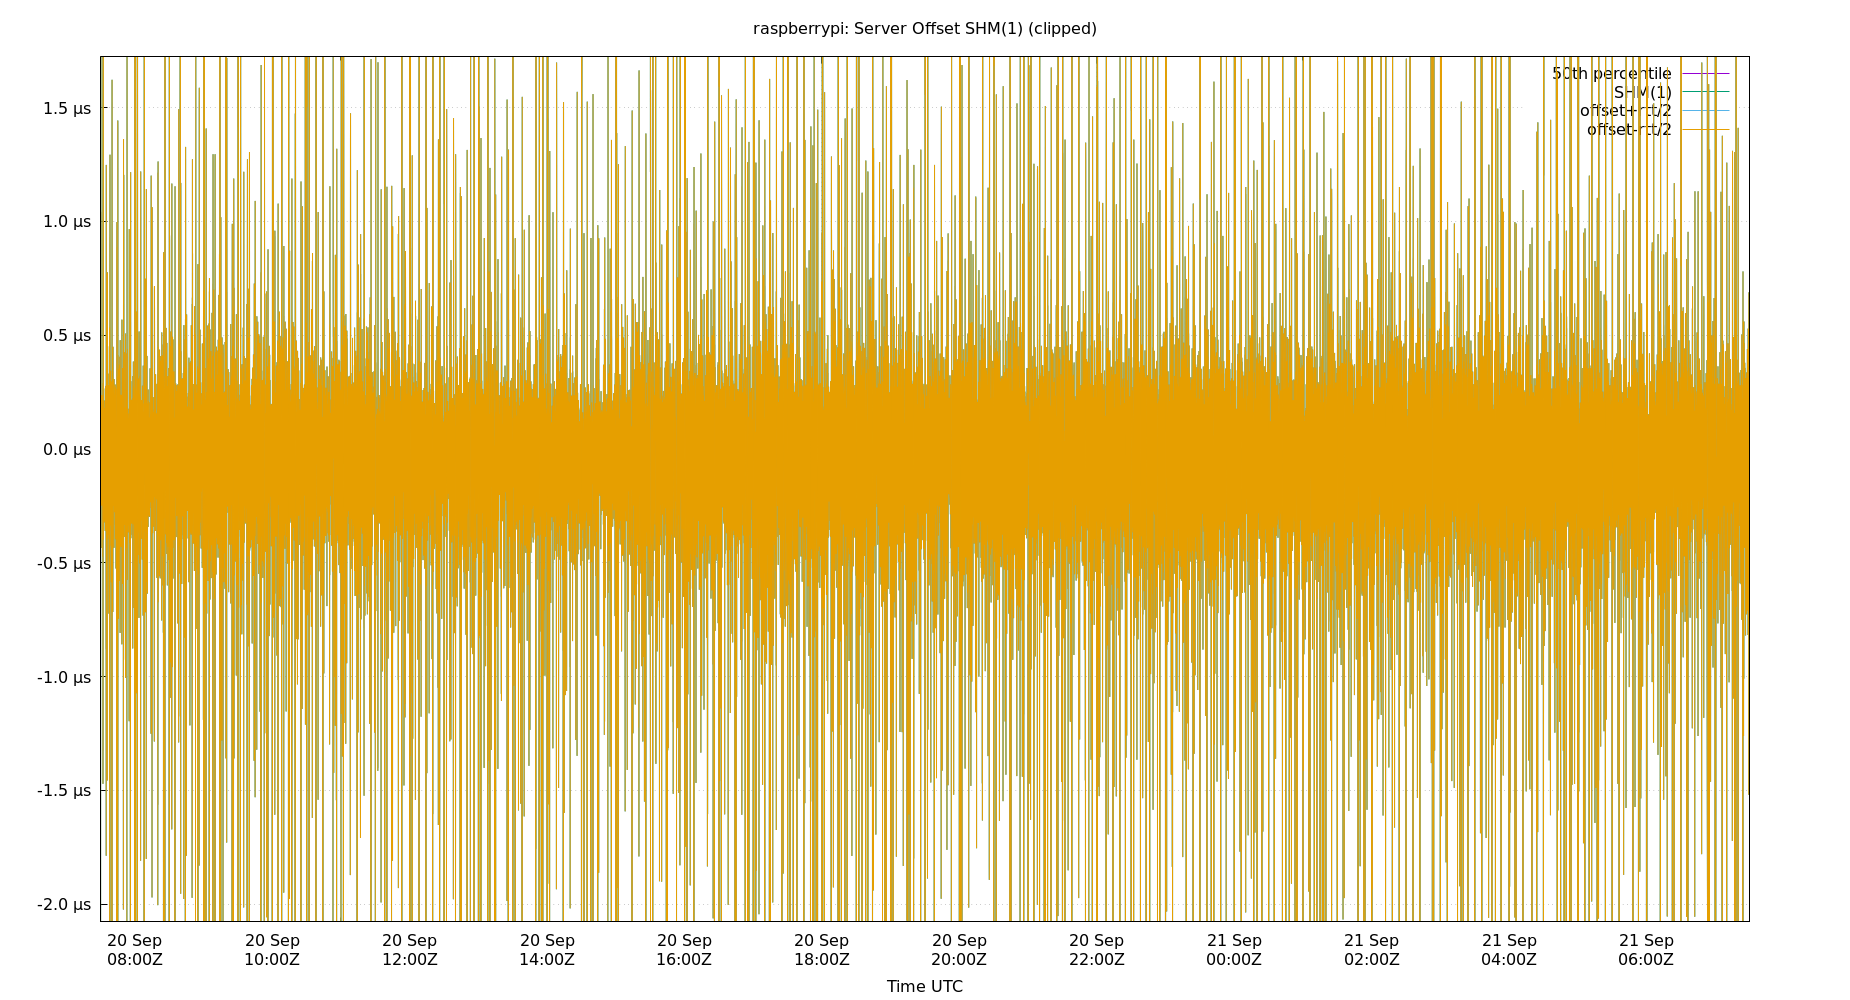 raspberrypi: Server Offset SHM(1) (clipped)
50th percentile
SHM(1)
offset+rtt/2
offset-rtt/2
1.5 µs
1.0 µs
0.5 µs
0.0 µs
-0.5 µs
-1.0 µs
-1.5 µs
-2.0 µs
20 Sep 20 Sep 20 Sep 20 Sep 20 Sep 20 Sep 20 Sep 20 Sep 21 Sep 21 Sep 21 Sep 21 Sep
08:00Z 10:00Z 12:00Z 14:00Z 16:00Z 18:00Z 20:00Z 22:00Z 00:00Z 02:00Z 04:00Z 06:00Z
Time UTC